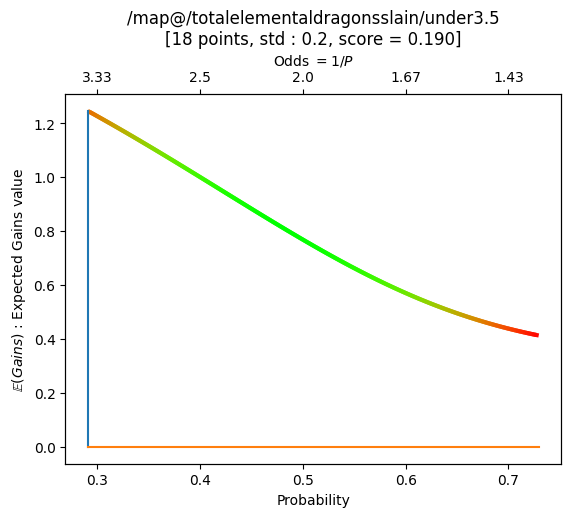 /map@/totalelementaldragonsslain/under3.5
[18 points, std : 0.2, score = 0.190]
Odds = 1/P
3.33 2.5 2.0 1.67 1.43
1.2
1.0
0.8
0.6
0.4
0.2
0.0
𝔼(Gains) : Expected Gains value
0.3 0.4 0.5 0.6 0.7
Probability